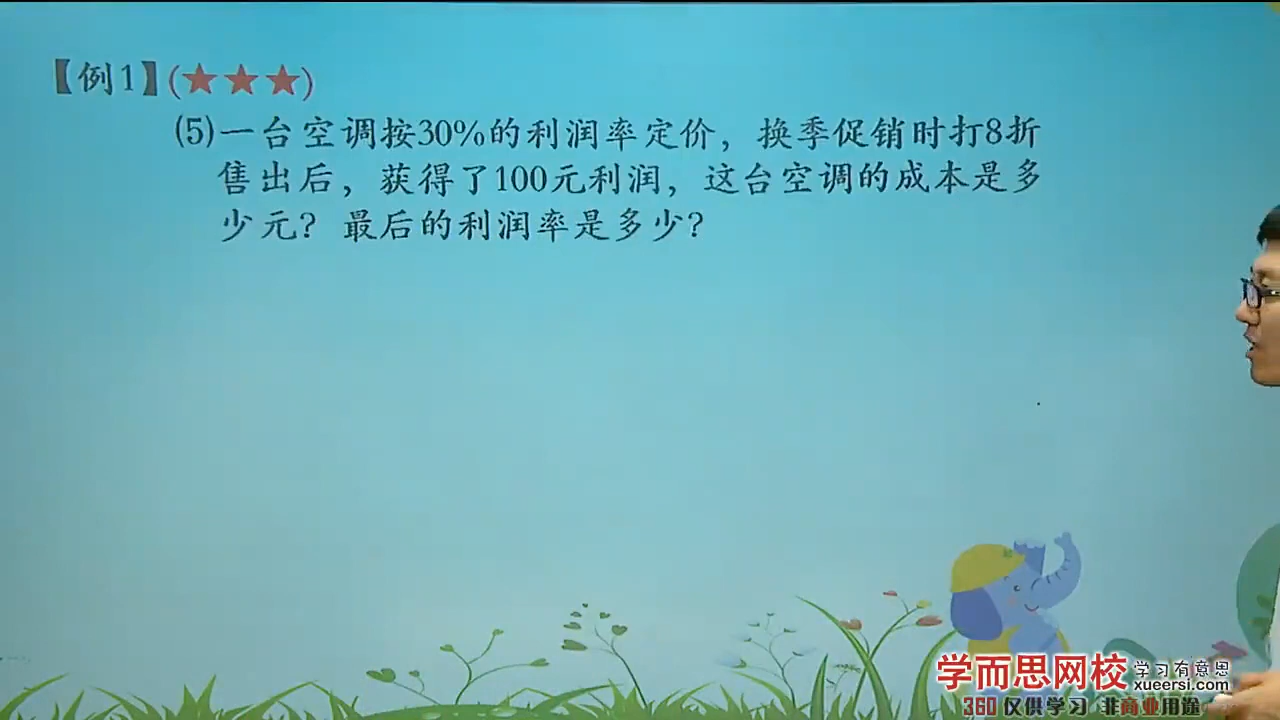 【例1】(★★★)
(5)一台空调按30%的利润率定价，换季促销时打8折
售出后，获得了100元利润，这台空调的成本是多
少元？最后的利润率是多少？
学而思网校 学习有意思
xueersi.com
360 仅供学习 非商业用途